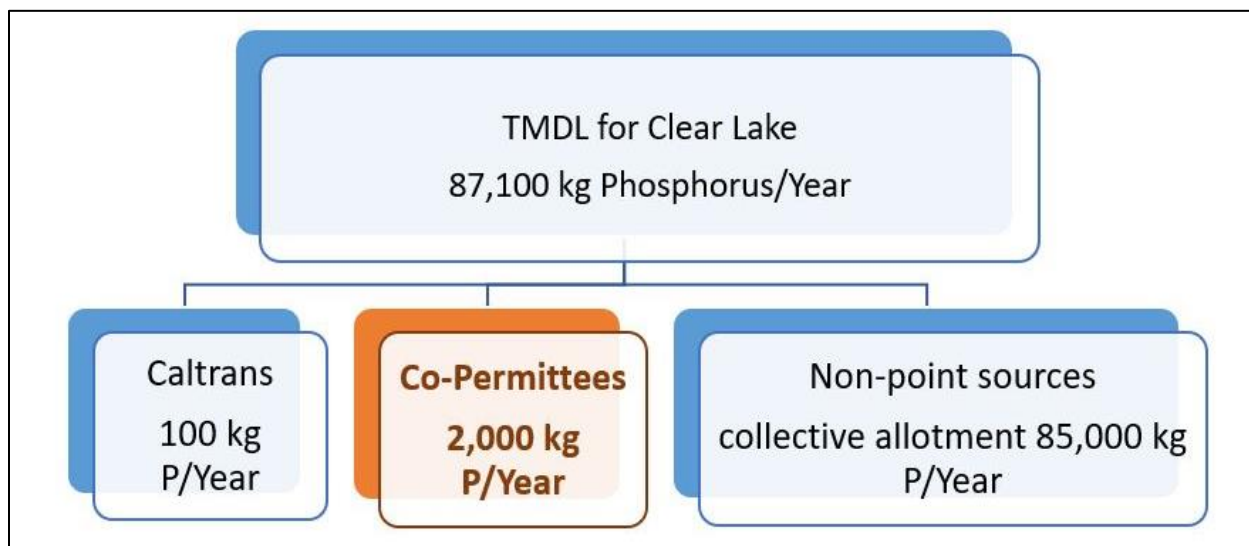 TMDL for Clear Lake
87,100 kg Phosphorus/Year
Caltrans
100 kg
P/Year
Co-Permittees
2,000 kg
P/Year
Non-point sources
collective allotment 85,000 kg
P/Year